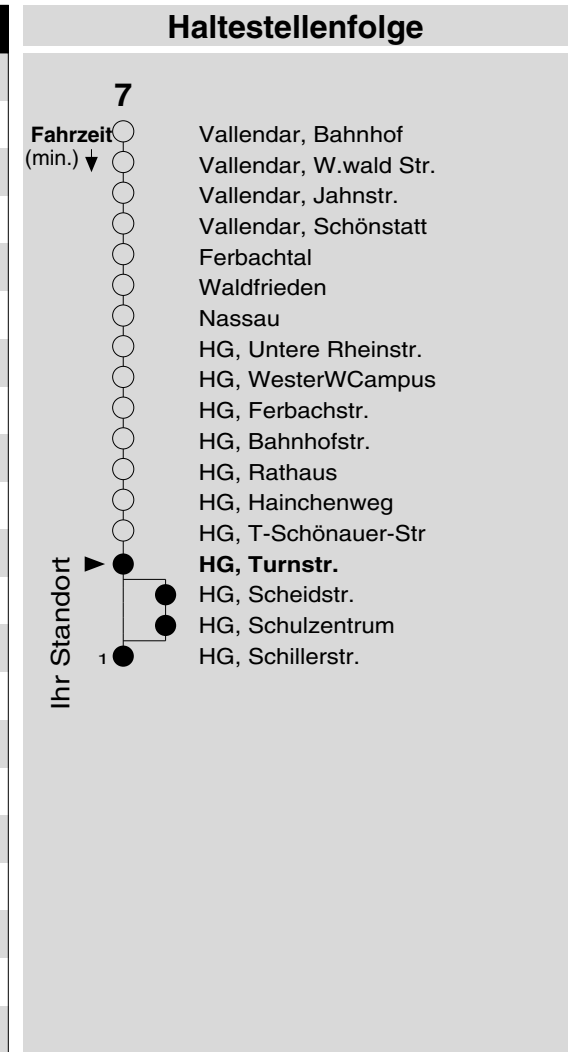 Haltestellenfolge
7
Fahrzeit
(min.)
Vallendar, Bahnhof
Vallendar, W.wald Str.
Vallendar, Jahnstr.
Vallendar, Schönstatt
Ferbachtal
Waldfrieden
Nassau
HG, Untere Rheinstr.
HG, WesterWCampus
HG, Ferbachstr.
HG, Bahnhofstr.
HG, Rathaus
HG, Hainchenweg
HG, T-Schönauer-Str
HG, Turnstr.
HG, Scheidstr.
HG, Schulzentrum
1 HG, Schillerstr.
Ihr Standort